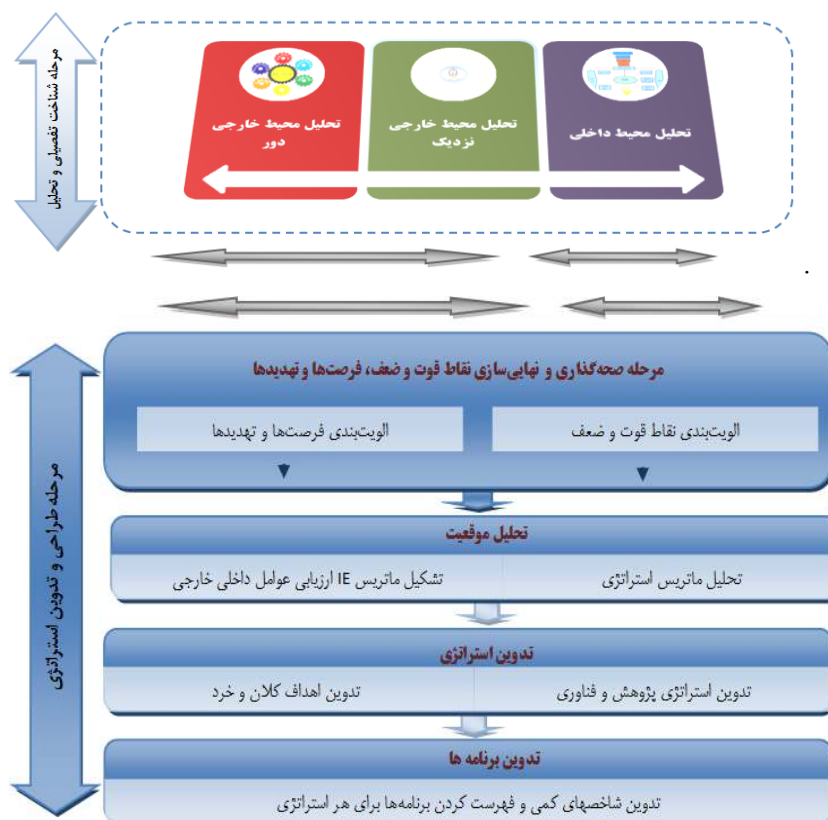 مرحله شناخت تفصیلی و تحلیل
تحلیل محیط داخلی
تحلیل محیط خارجی
نزدیک
تحلیل محیط خارجی
دور
.
مرحله طراحی و تدوین استراتژی
مرحله صحه‌گذاری و نهایی‌سازی نقاط قوت و ضعف، فرصت‌ها و تهدیدها
الویت‌بندی نقاط قوت و ضعف
الویت‌بندی فرصت‌ها و تهدیدها
تحلیل موقعیت
تحلیل ماتریس استراتژی
تشکیل ماتریس IE ارزیابی عوامل داخلی خارجی
تدوین استراتژی
تدوین استراتژی پژوهش و فناوری
تدوین اهداف کلان و خرد
تدوین برنامه ها
تدوین شاخصهای کمی و فهرست کردن برنامه‌ها برای هر استراتژی